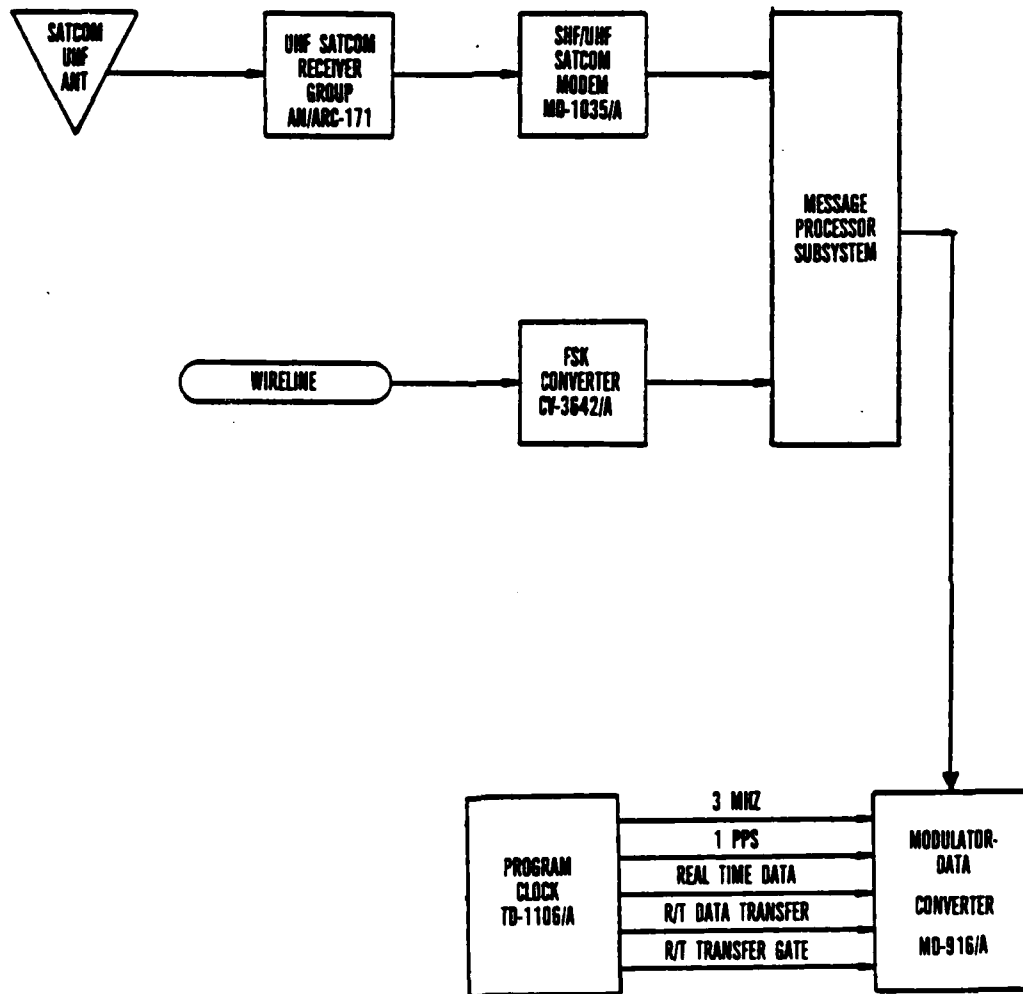 SATCOM
UHF
ANT
UHF SATCOM
RECEIVER
GROUP
AN/ARC-171
SHF/UHF
SATCOM
MODEM
MD-1035/A
MESSAGE
PROCESSOR
SUBSYSTEM
WIRELINE
FSK
CONVERTER
CV-3642/A
PROGRAM
CLOCK
TD-1106/A
3 MHZ
1 PPS
REAL TIME DATA
R/T DATA TRANSFER
R/T TRANSFER GATE
MODULATOR-
DATA
CONVERTER
MD-916/A